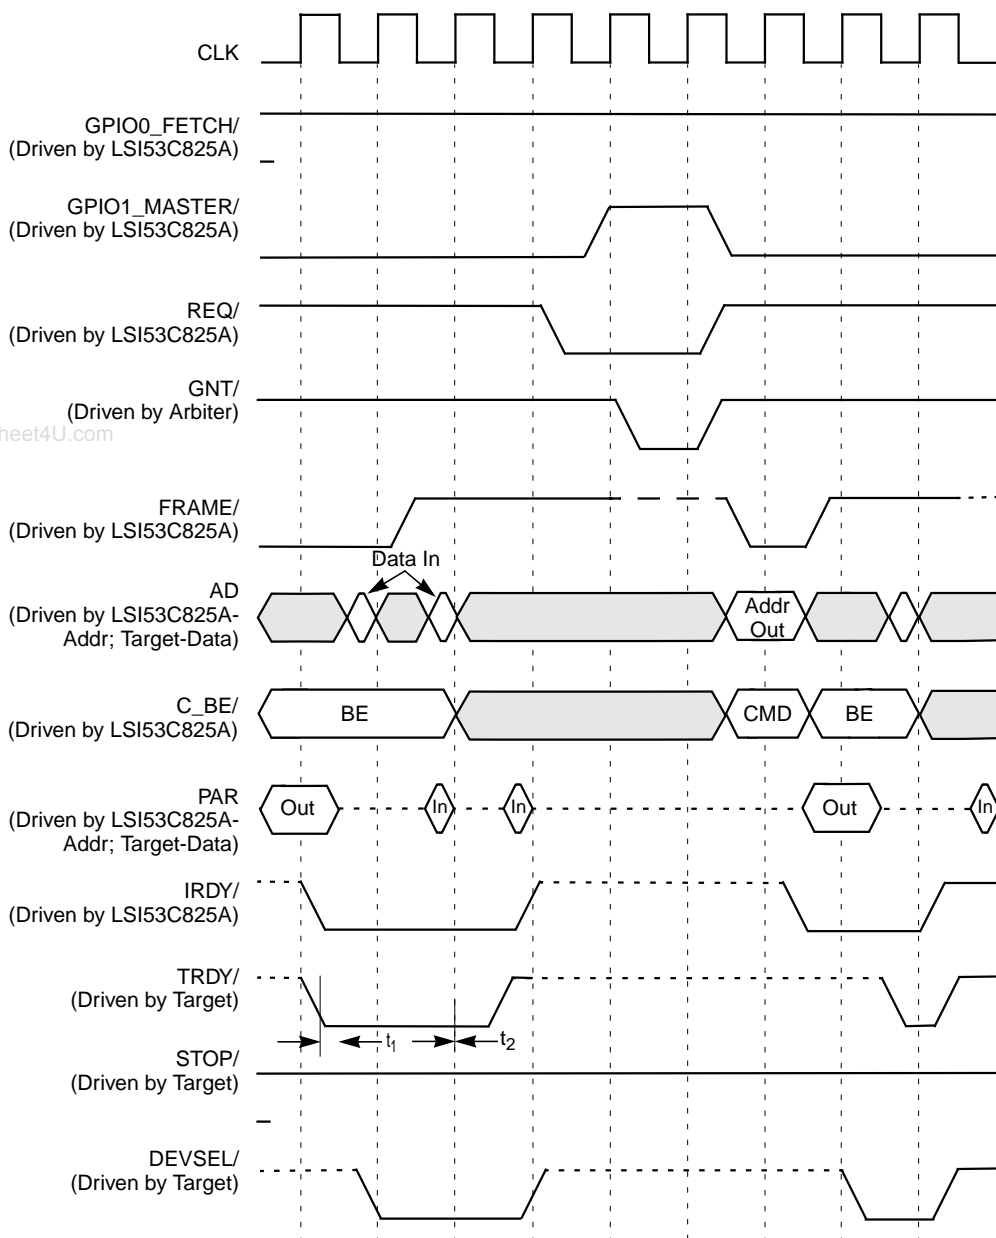 CLK
GPIO0_FETCH/
(Driven by LSI53C825A)
GPIO1_MASTER/
(Driven by LSI53C825A)
REQ/
(Driven by LSI53C825A)
GNT/
(Driven by Arbiter)
heet4U.com
FRAME/
(Driven by LSI53C825A)
Data In
AD
(Driven by LSI53C825A-
Addr; Target-Data)
Addr
Out
C_BE/
(Driven by LSI53C825A)
BE
CMD
BE
PAR
(Driven by LSI53C825A-
Addr; Target-Data)
Out
In
In
Out
In
IRDY/
(Driven by LSI53C825A)
TRDY/
(Driven by Target)
t1
t2
STOP/
(Driven by Target)
DEVSEL/
(Driven by Target)